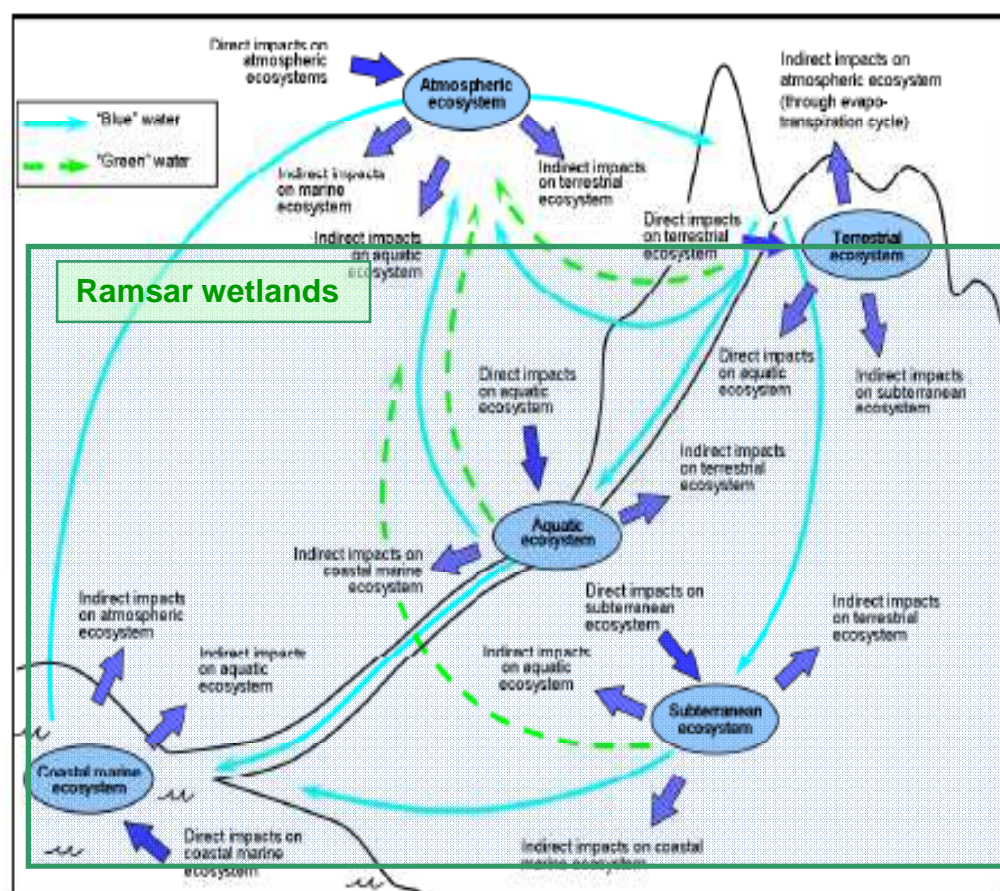 Direct impacts on
atmospheric
ecosystems
Atmospheric
ecosystem
Indirect impacts on
atmospheric ecosystem
(through evapo-
transpiration cycle)
"Blue" water
"Green" water
Indirect impacts
on marine
ecosystem
Indirect impacts
on terrestrial
ecosystem
Indirect impacts
on aquatic
ecosystem
Direct impacts
on terrestrial
ecosystem
Terrestrial
ecosystem
Ramsar wetlands
Direct impacts
on aquatic
ecosystem
Direct impacts
on aquatic
ecosystem
Indirect impacts
on subterranean
ecosystem
Indirect impacts
on terrestrial
ecosystem
Aquatic
ecosystem
Indirect impacts on
coastal marine
ecosystem
Direct impacts on
subterranean
ecosystem
Indirect impacts on
terrestrial
ecosystem
Indirect impacts
on atmospheric
ecosystem
Indirect impacts
on aquatic
ecosystem
Indirect impacts
on aquatic
ecosystem
Subterranean
ecosystem
Coastal marine
ecosystem
Direct impacts on
coastal marine
ecosystem
Indirect impacts on coastal
marine ecosystem